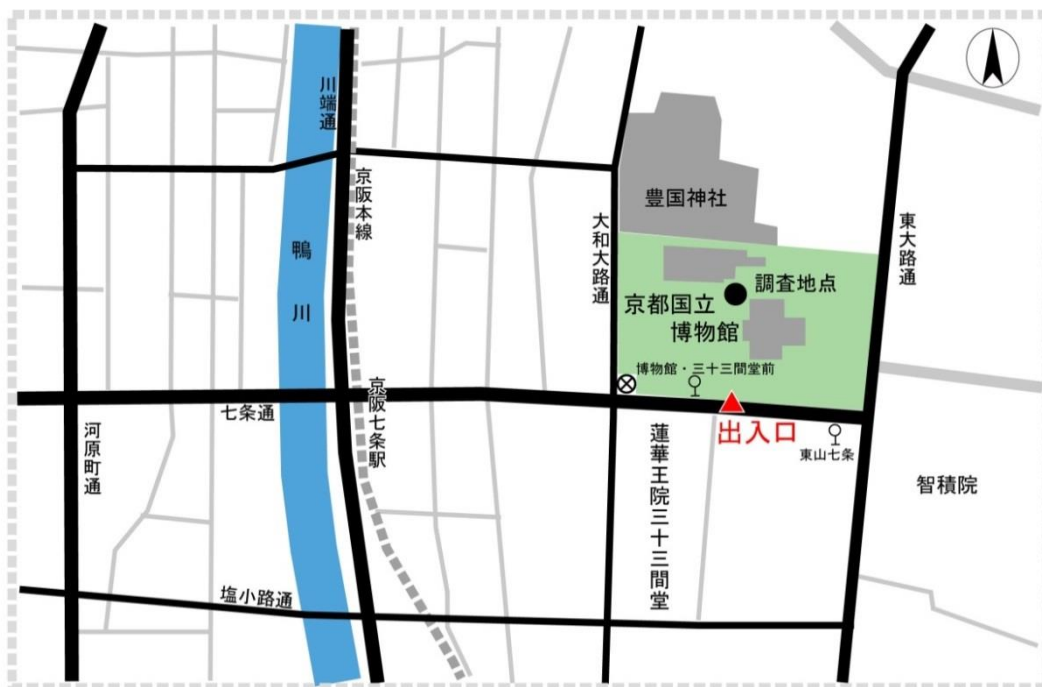 川端通
京阪本線
鴨川
大和大路通
豊国神社
東大路通
調査地点
京都国立
博物館
博物館・三十三間堂前
七条通
京阪七条駅
出入口
東山七条
河原町通
蓮華王院三十三間堂
智積院
塩小路通